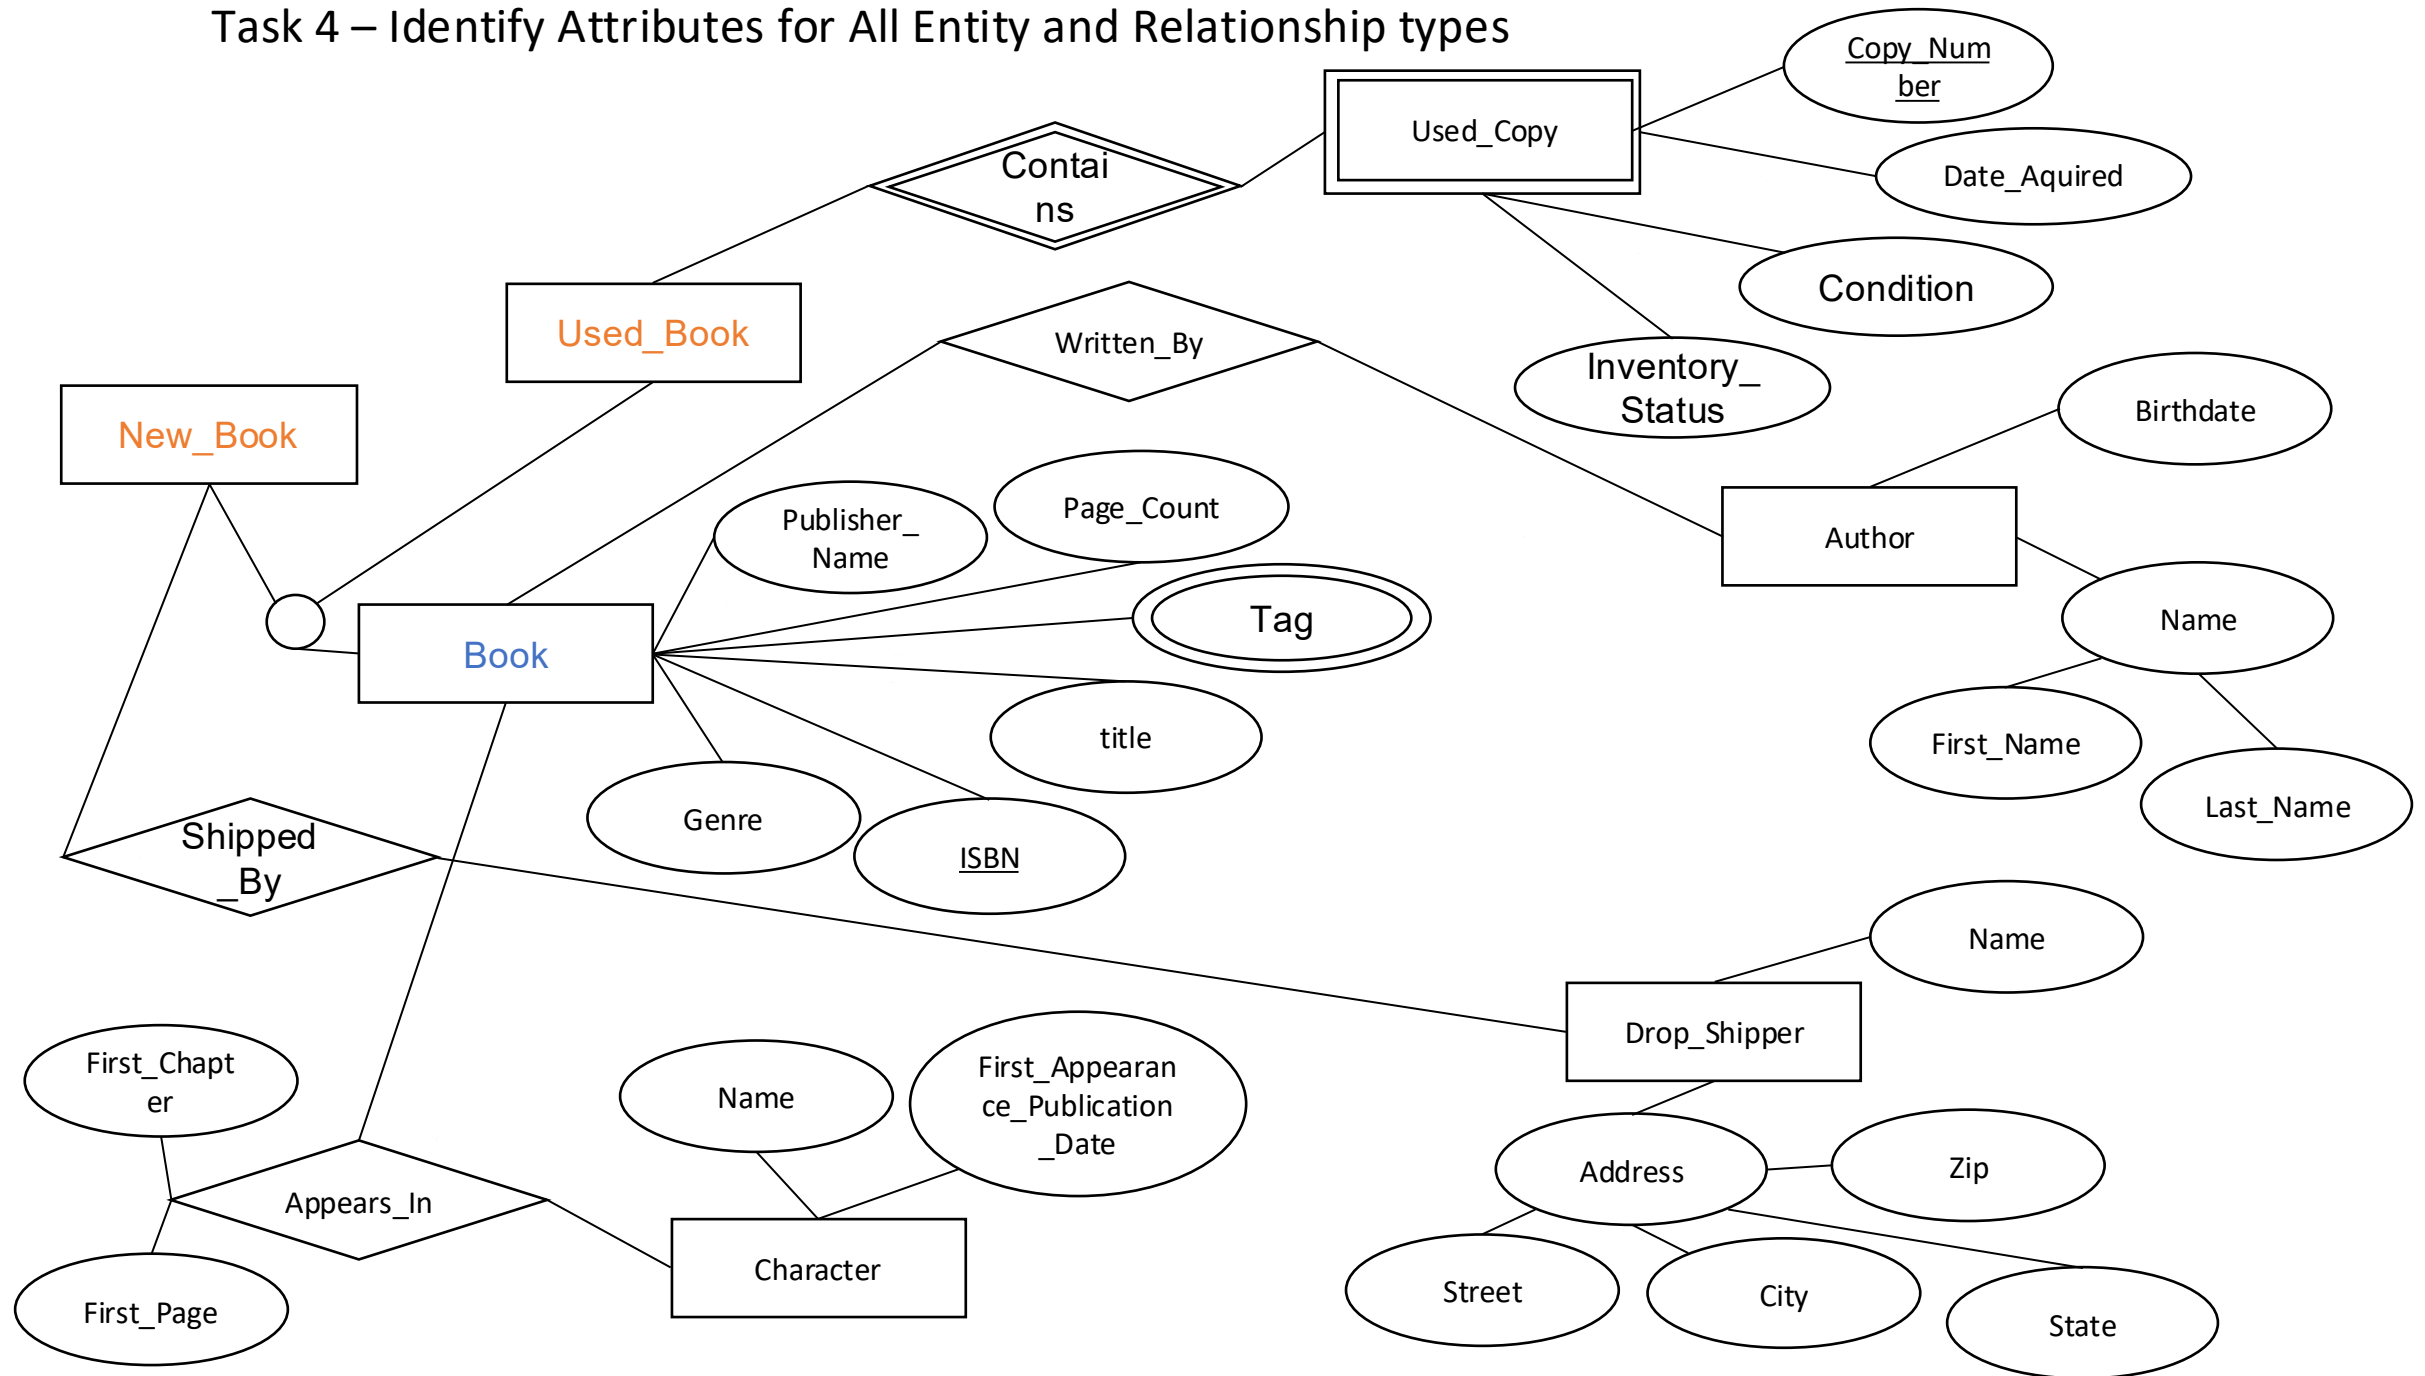 Task 4 – Identify Attributes for All Entity and Relationship types
Copy_Num
ber
Used_Copy
Contai
ns
Date_Aquired
Condition
Used_Book
Written_By
Inventory_
Status
New_Book
Birthdate
Publisher_
Name
Page_Count
Author
Tag
Name
Book
title
First_Name
Last_Name
Genre
ISBN
Shipped
_By
Name
Drop_Shipper
First_Chapt
er
Name
First_Appearan
ce_Publication
_Date
Address
Zip
Appears_In
Character
Street
City
First_Page
State